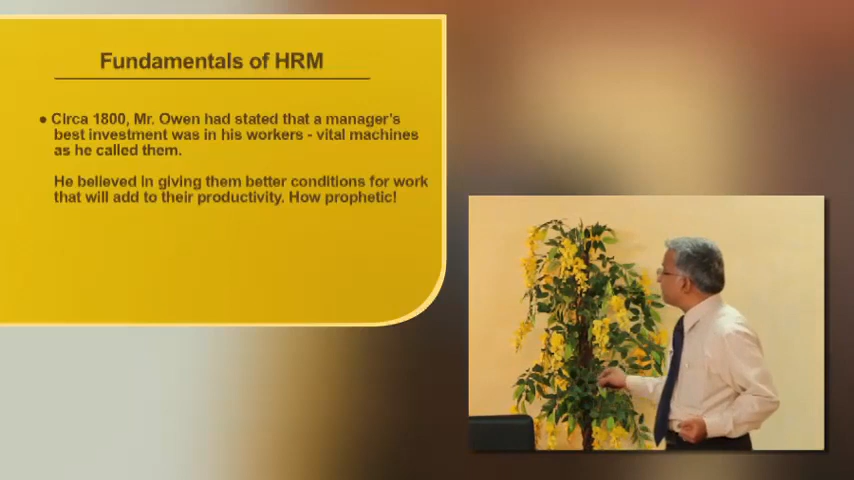 Fundamentals of HRM
● Circa 1800, Mr. Owen had stated that a manager's
best investment was in his workers - vital machines
as he called them.
He believed in giving them better conditions for work
that will add to their productivity. How prophetic!